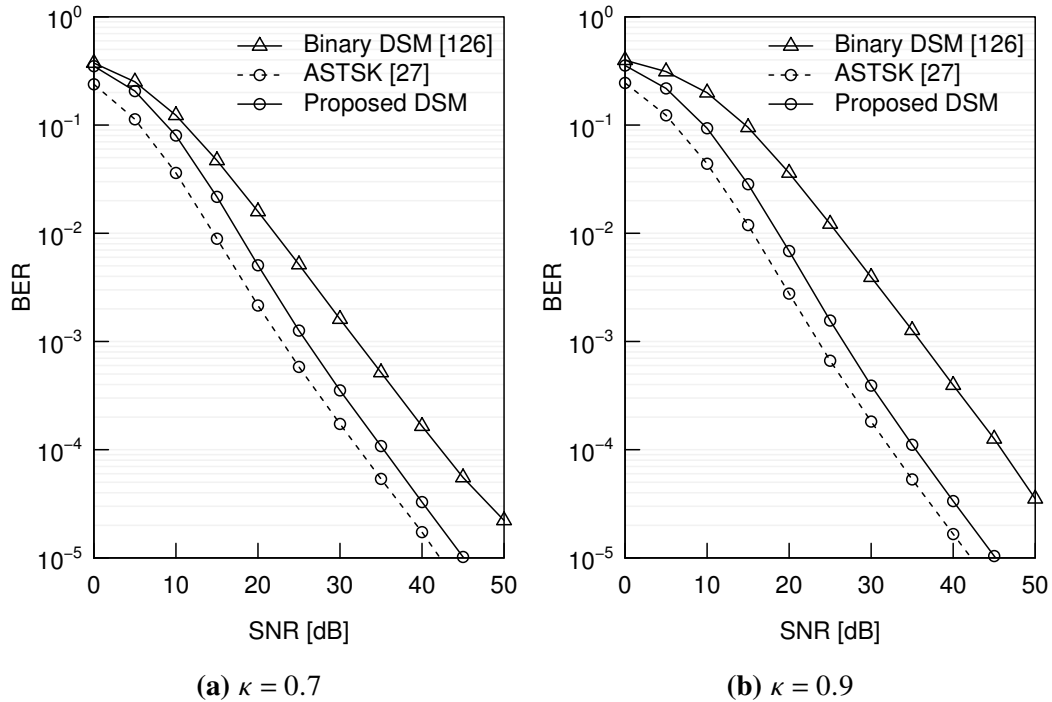 10^0
10^−1
10^−2
10^−3
10^−4
10^−5
BER
0 10 20 30 40 50
SNR [dB]
Binary DSM [126]
ASTSK [27]
Proposed DSM
(a) κ = 0.7
10^0
10^−1
10^−2
10^−3
10^−4
10^−5
BER
0 10 20 30 40 50
SNR [dB]
Binary DSM [126]
ASTSK [27]
Proposed DSM
(b) κ = 0.9